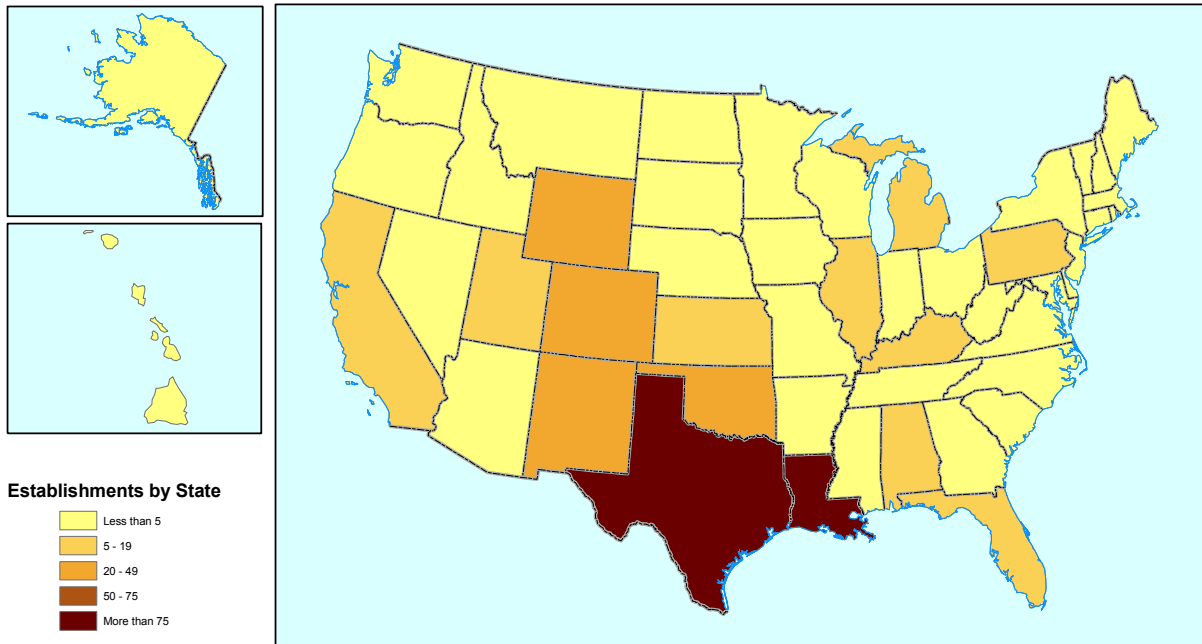 Establishments by State
Less than 5
5 - 19
20 - 49
50 - 75
More than 75